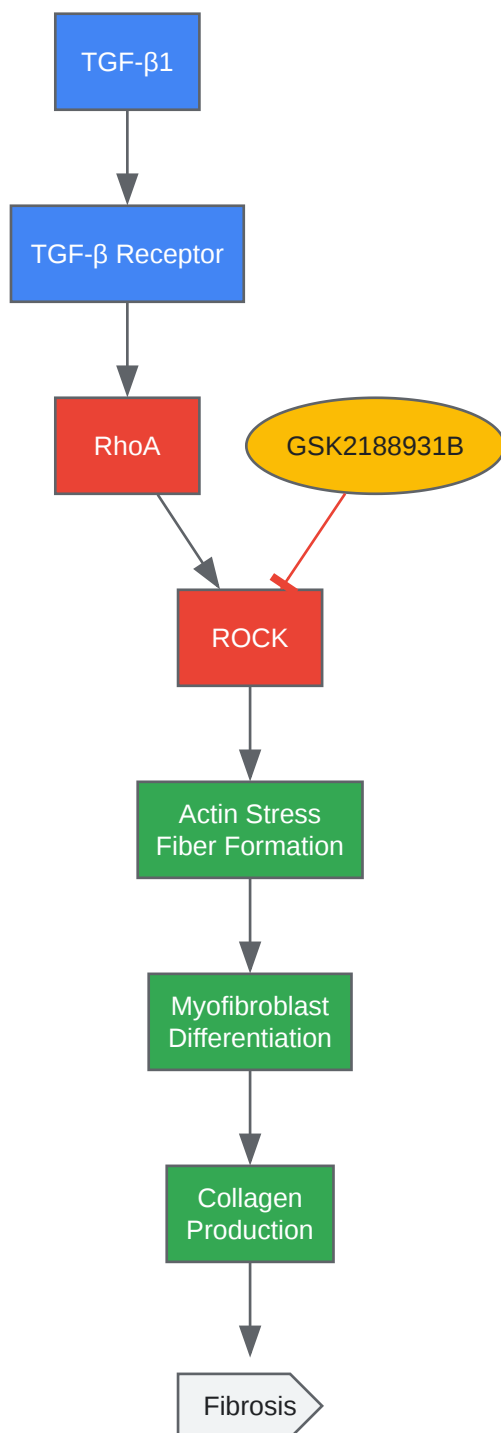 TGF-β1
TGF-β Receptor
RhoA
GSK2188931B
ROCK
Actin Stress
Fiber Formation
Myofibroblast
Differentiation
Collagen
Production
Fibrosis